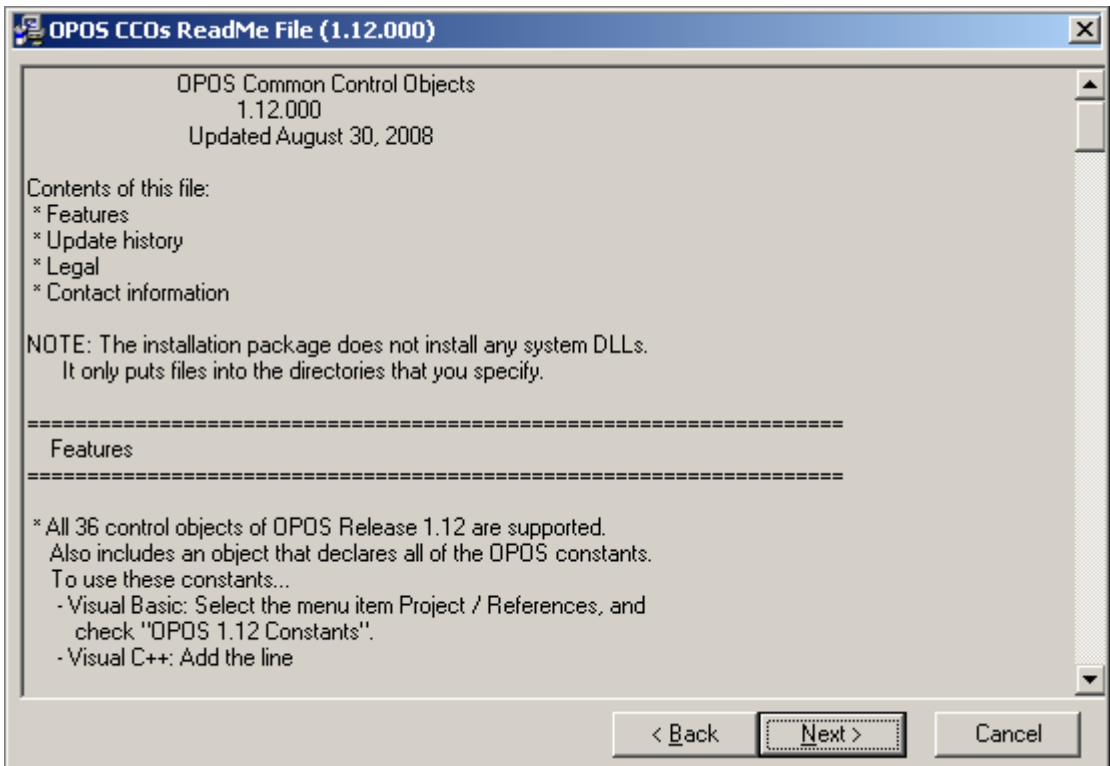 OPOS CCOs ReadMe File (1.12.000)
OPOS Common Control Objects
1.12.000
Updated August 30, 2008
Contents of this file:
* Features
* Update history
* Legal
* Contact information
NOTE: The installation package does not install any system DLLs.
It only puts files into the directories that you specify.
====================================================================
Features
====================================================================
* All 36 control objects of OPOS Release 1.12 are supported.
Also includes an object that declares all of the OPOS constants.
To use these constants...
- Visual Basic: Select the menu item Project / References, and
check "OPOS 1.12 Constants".
- Visual C++: Add the line
< Back
Next >
Cancel